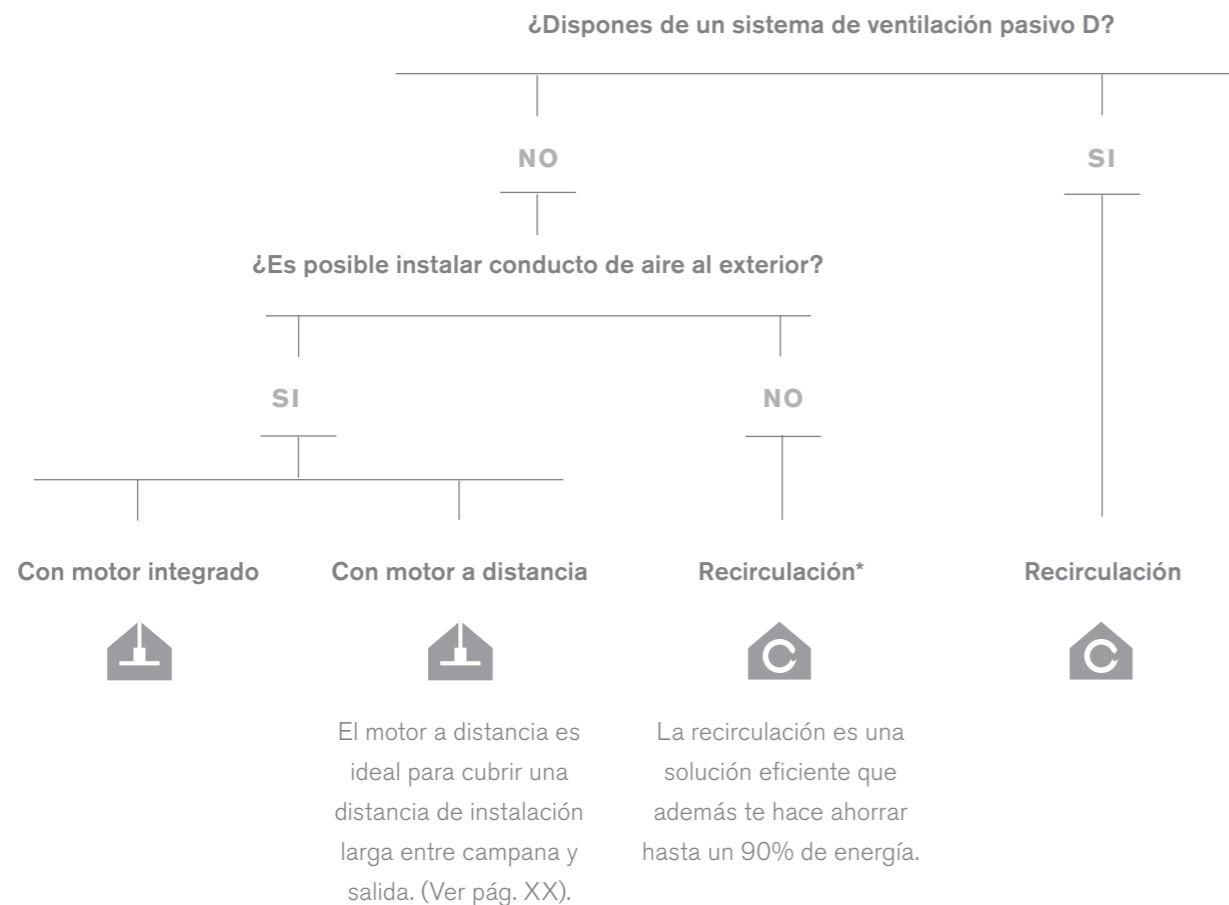 ¿Dispones de un sistema de ventilación pasivo D?
NO
SI
¿Es posible instalar conducto de aire al exterior?
SI
NO
Con motor integrado
Con motor a distancia
Recirculación*
Recirculación
El motor a distancia es
ideal para cubrir una
distancia de instalación
larga entre campana y
salida. (Ver pág. XX).
La recirculación es una
solución eficiente que
además te hace ahorrar
hasta un 90% de energía.